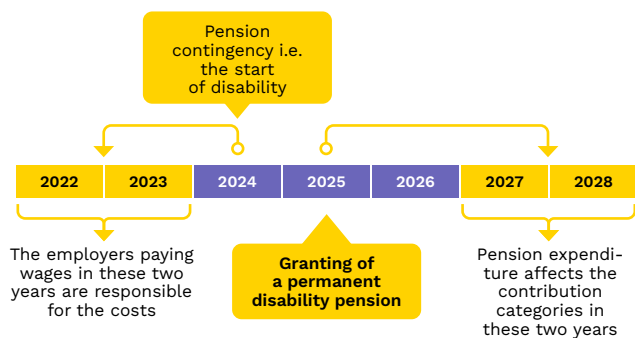 Pension
contingency i.e.
the start
of disability
2022 2023 2024 2025 2026 2027 2028
The employers paying
wages in these two
years are responsible
for the costs
Granting of
a permanent
disability pension
Pension expendi-
ture affects the
contribution
categories in
these two years